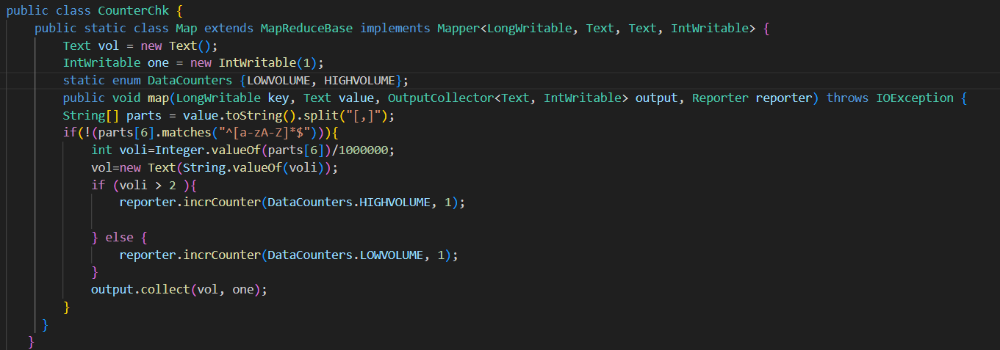 public class CounterChk {
public static class Map extends MapReduceBase implements Mapper<LongWritable, Text, Text, IntWritable> {
Text vol = new Text();
IntWritable one = new IntWritable(1);
static enum DataCounters {LOWVOLUME, HIGHVOLUME};
public void map(LongWritable key, Text value, OutputCollector<Text, IntWritable> output, Reporter reporter) throws IOException {
String[] parts = value.toString().split("[,]");
if(!(parts[6].matches("^[a-zA-Z]*$"))){
int voli=Integer.valueOf(parts[6])/1000000;
vol=new Text(String.valueOf(voli));
if (voli > 2 ){
reporter.incrCounter(DataCounters.HIGHVOLUME, 1);
} else {
reporter.incrCounter(DataCounters.LOWVOLUME, 1);
}
output.collect(vol, one);
}
}
}